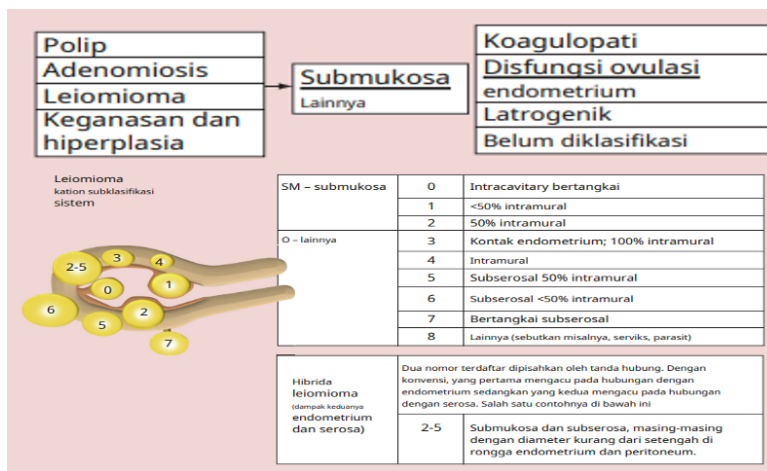 Polip
Adenomiosis
Leiomioma
Keganasan dan
hiperplasia
Submukosa
Lainnya
Koagulopati
Disfungsi ovulasi
endometrium
Latrogenik
Belum diklasifikasi
Leiomioma
kation subklasifikasi
sistem
2-5
3
4
0
1
6
5
2
7
SM – submukosa
0
Intracavitary bertangkai
1
<50% intramural
2
50% intramural
O – lainnya
3
Kontak endometrium; 100% intramural
4
Intramural
5
Subserosal 50% intramural
6
Subserosal <50% intramural
7
Bertangkai subserosal
8
Lainnya (sebutkan misalnya, serviks, parasit)
Hibrida
leiomioma
(dampak keduanya
endometrium
dan serosa)
Dua nomor terdaftar dipisahkan oleh tanda hubung. Dengan
konvensi, yang pertama mengacu pada hubungan dengan
endometrium sedangkan yang kedua mengacu pada hubungan
dengan serosa. Salah satu contohnya di bawah ini
2-5
Submukosa dan subserosa, masing-masing
dengan diameter kurang dari setengah di
rongga endometrium dan peritoneum.